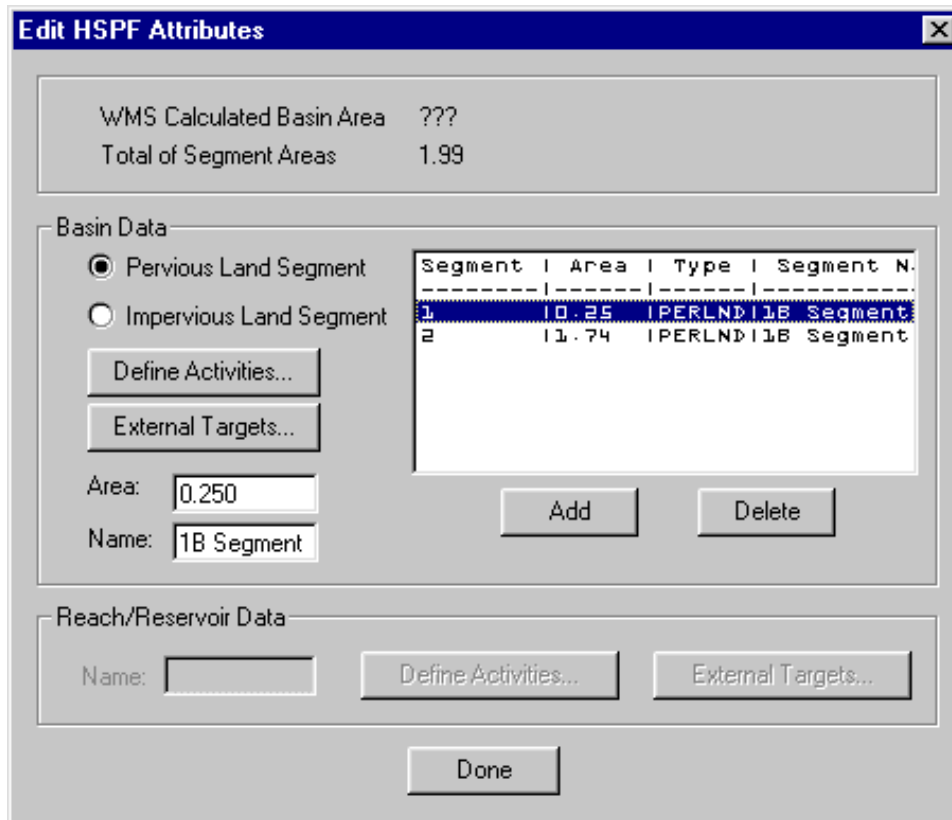 Edit HSPF Attributes
WMS Calculated Basin Area ???
Total of Segment Areas 1.99
Basin Data
Pervious Land Segment
Impervious Land Segment
Define Activities...
External Targets...
Area: 0.250
Name: 1B Segment
Segment | Area | Type | Segment N
--------|------|------|-----------
1 |0.25 |PERLND|1B Segment
2 |1.74 |PERLND|1B Segment
Add Delete
Reach/Reservoir Data
Name: Define Activities... External Targets...
Done